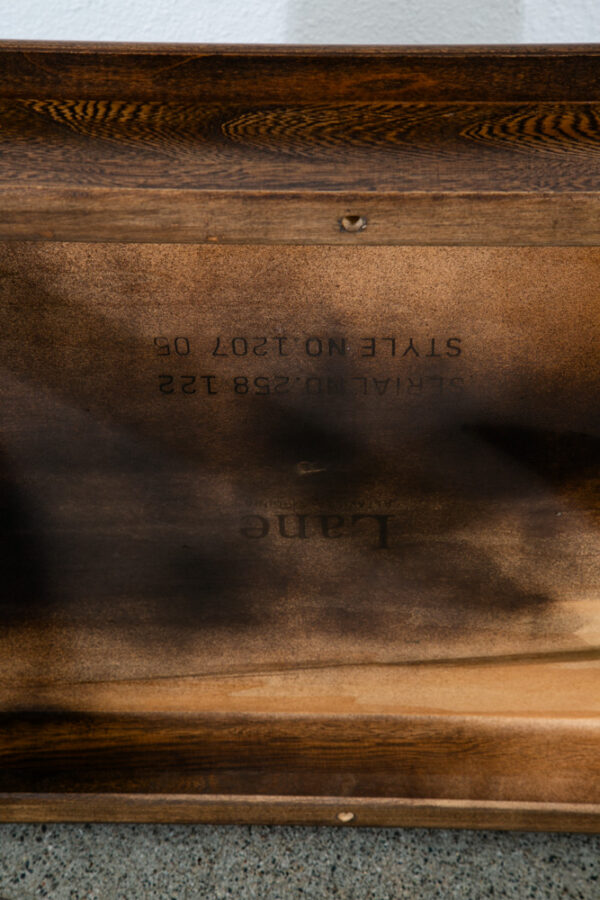 Lane
SERIAL NO. 258 122
STYLE NO. 1207 05